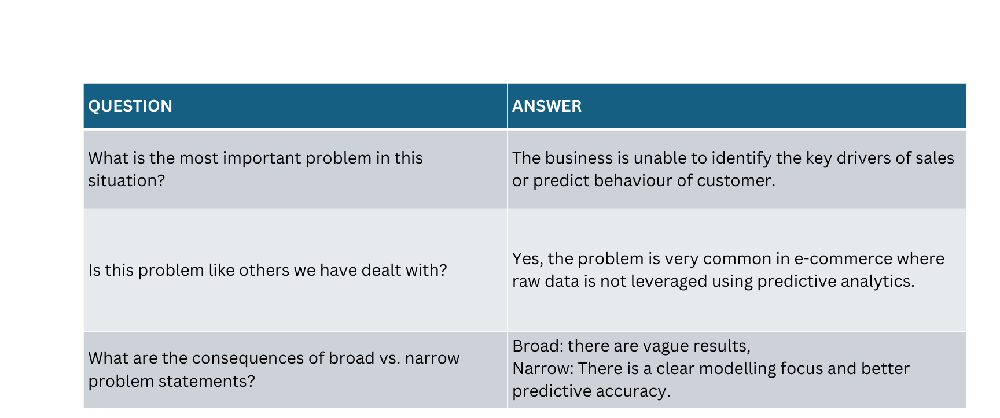 QUESTION
ANSWER
What is the most important problem in this
situation?
The business is unable to identify the key drivers of sales
or predict behaviour of customer.
Is this problem like others we have dealt with?
Yes, the problem is very common in e-commerce where
raw data is not leveraged using predictive analytics.
What are the consequences of broad vs. narrow
problem statements?
Broad: there are vague results,
Narrow: There is a clear modelling focus and better
predictive accuracy.